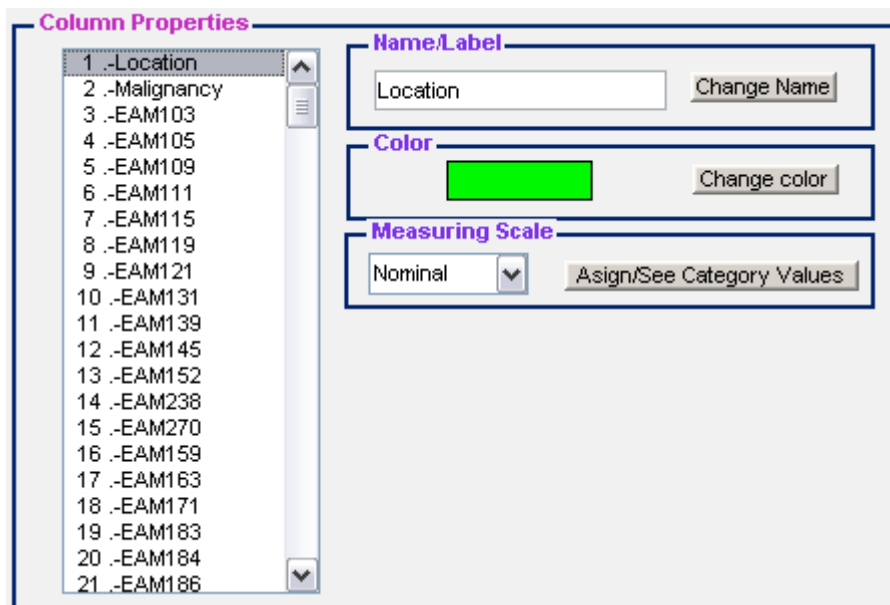 Column Properties
1 .-Location
2 .-Malignancy
3 .-EAM103
4 .-EAM105
5 .-EAM109
6 .-EAM111
7 .-EAM115
8 .-EAM119
9 .-EAM121
10 .-EAM131
11 .-EAM139
12 .-EAM145
13 .-EAM152
14 .-EAM238
15 .-EAM270
16 .-EAM159
17 .-EAM163
18 .-EAM171
19 .-EAM183
20 .-EAM184
21 .-EAM186
Name/Label
Location
Change Name
Color
Change color
Measuring Scale
Nominal
Asign/See Category Values